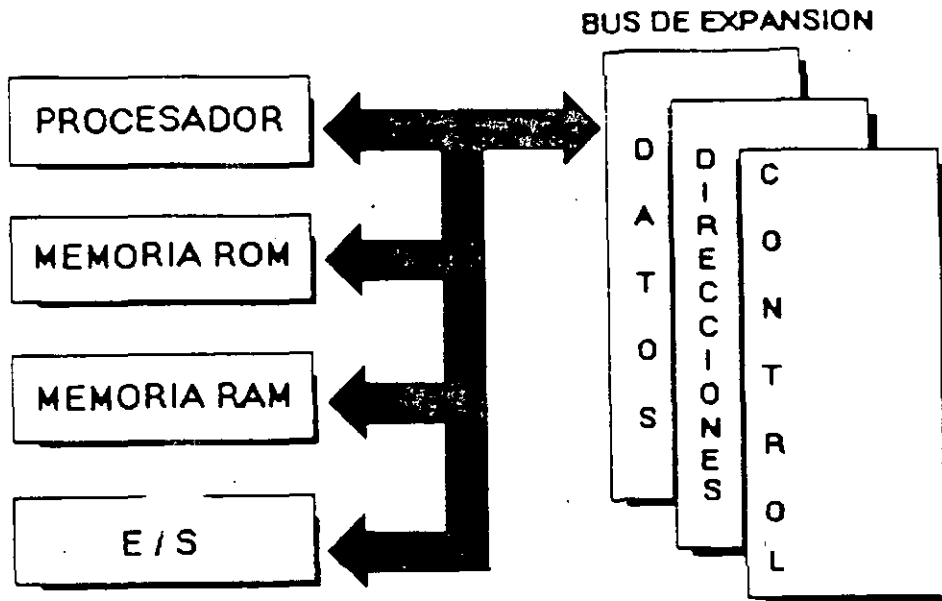 BUS DE EXPANSION
PROCESADOR
MEMORIA ROM
MEMORIA RAM
E / S
DATOS
DIRECCIONES
CONTROL